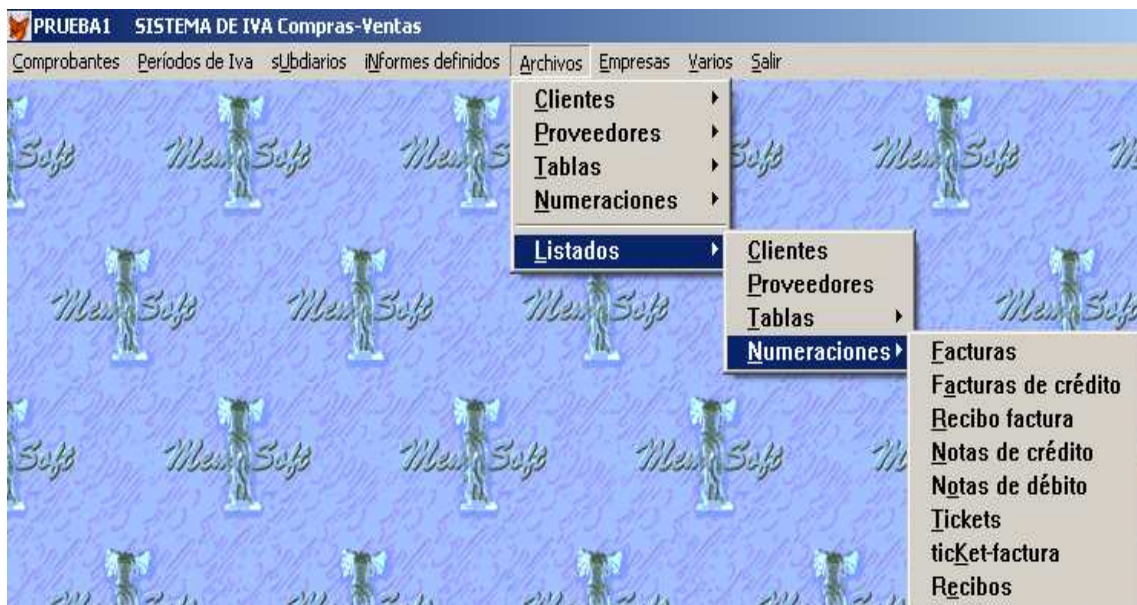 PRUEBA1 SISTEMA DE IVA Compras-Ventas
Comprobantes Períodos de Iva sUbdiarios iNformes definidos Archivos Empresas Varios Salir
Clientes
Proveedores
Tablas
Numeraciones
Listados
Clientes
Proveedores
Tablas
Numeraciones
Facturas
Facturas de crédito
Recibo factura
Notas de crédito
Notas de débito
Tickets
ticKet-factura
Recibos